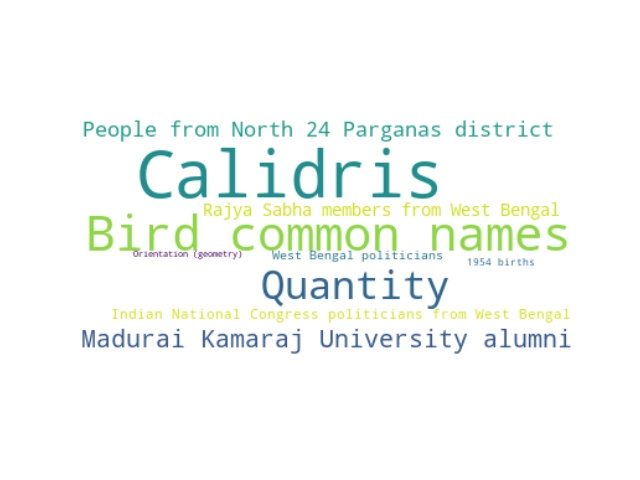 People from North 24 Parganas district
Calidris
Rajya Sabha members from West Bengal
Bird common names
Orientation (geometry)
West Bengal politicians
1954 births
Quantity
Indian National Congress politicians from West Bengal
Madurai Kamaraj University alumni